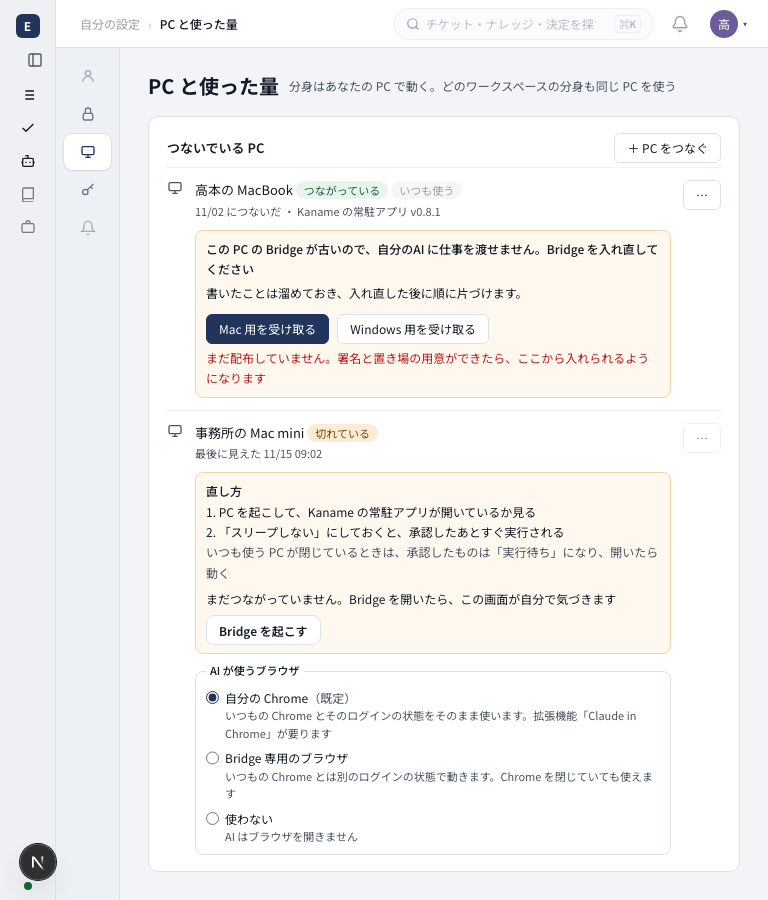 E
自分の設定 › PC と使った量
チケット・ナレッジ・決定を探
⌘K
高
PC と使った量
分身はあなたの PC で動く。どのワークスペースの分身も同じ PC を使う
つないでいる PC
＋ PC をつなぐ
高本の MacBook つながっている いつも使う
…
11/02 につないだ ・ Kaname の常駐アプリ v0.8.1
この PC の Bridge が古いので、自分のAI に仕事を渡せません。Bridge を入れ直して
ください
書いたことは溜めておき、入れ直した後に順に片づけます。
Mac 用を受け取る
Windows 用を受け取る
まだ配布していません。署名と置き場の用意ができたら、ここから入れられるよう
になります
事務所の Mac mini 切れている
…
最後に見えた 11/15 09:02
直し方
1. PC を起こして、Kaname の常駐アプリが開いているか見る
2. 「スリープしない」にしておくと、承認したあとすぐ実行される
いつも使う PC が閉じているときは、承認したものは「実行待ち」になり、開いたら
動く
まだつながっていません。Bridge を開いたら、この画面が自分で気づきます
Bridge を起こす
AI が使うブラウザ
自分の Chrome（既定）
いつもの Chrome とそのログインの状態をそのまま使います。拡張機能「Claude in
Chrome」が要ります
Bridge 専用のブラウザ
いつもの Chrome とは別のログインの状態で動きます。Chrome を閉じていても使えま
す
使わない
AI はブラウザを開きません
N